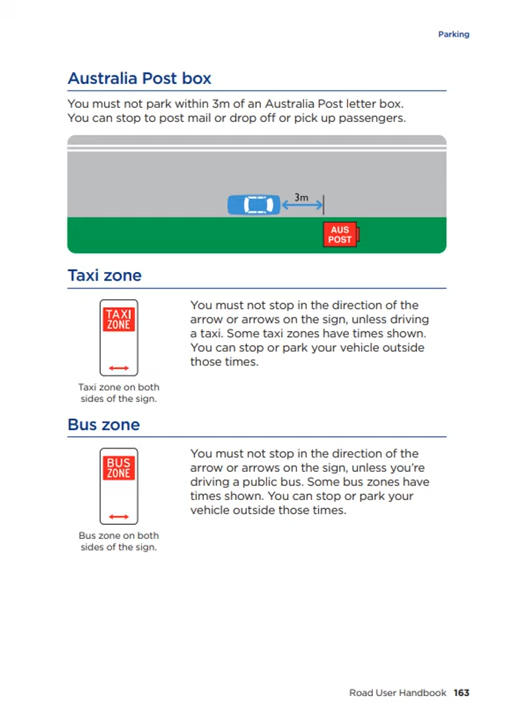 Parking
Australia Post box
You must not park within 3m of an Australia Post letter box.
You can stop to post mail or drop off or pick up passengers.
3m
AUS
POST
Taxi zone
TAXI
ZONE
You must not stop in the direction of the
arrow or arrows on the sign, unless driving
a taxi. Some taxi zones have times shown.
You can stop or park your vehicle outside
those times.
Taxi zone on both
sides of the sign.
Bus zone
BUS
ZONE
You must not stop in the direction of the
arrow or arrows on the sign, unless you’re
driving a public bus. Some bus zones have
times shown. You can stop or park your
vehicle outside those times.
Bus zone on both
sides of the sign.
Road User Handbook 163